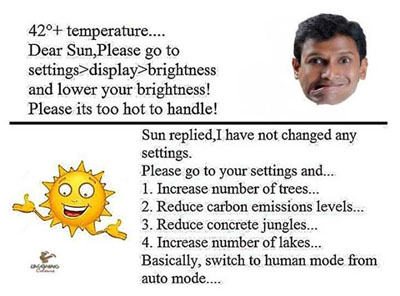 42°+ temperature....
Dear Sun,Please go to
settings>display>brightness
and lower your brightness!
Please its too hot to handle!
Sun replied,I have not changed any
settings.
Please go to your settings and...
1. Increase number of trees...
2. Reduce carbon emissions levels...
3. Reduce concrete jungles...
4. Increase number of lakes...
Basically, switch to human mode from
auto mode....